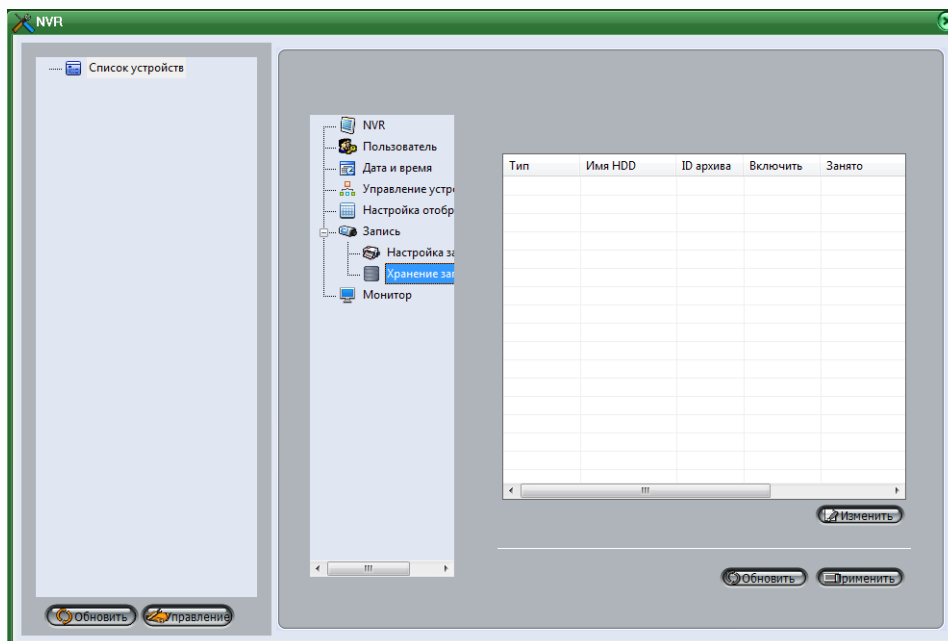 NVR
Список устройств
NVR
Пользователь
Дата и время
Управление устро
Настройка отобр
Запись
Настройка за
Хранение зап
Монитор
Тип Имя HDD ID архива Включить Занято
Изменить
Обновить Применить
Обновить Управление